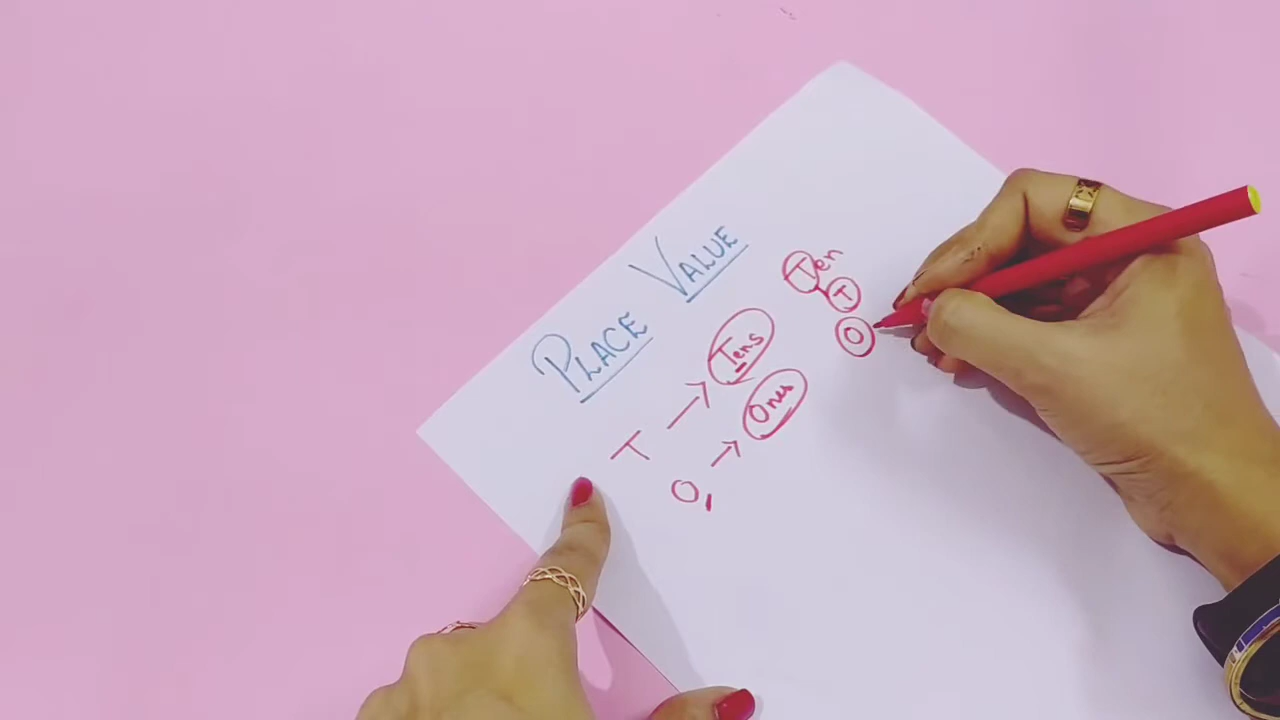 PLACE VALUE
T → Tens
O, → Ones
Ten
T
O